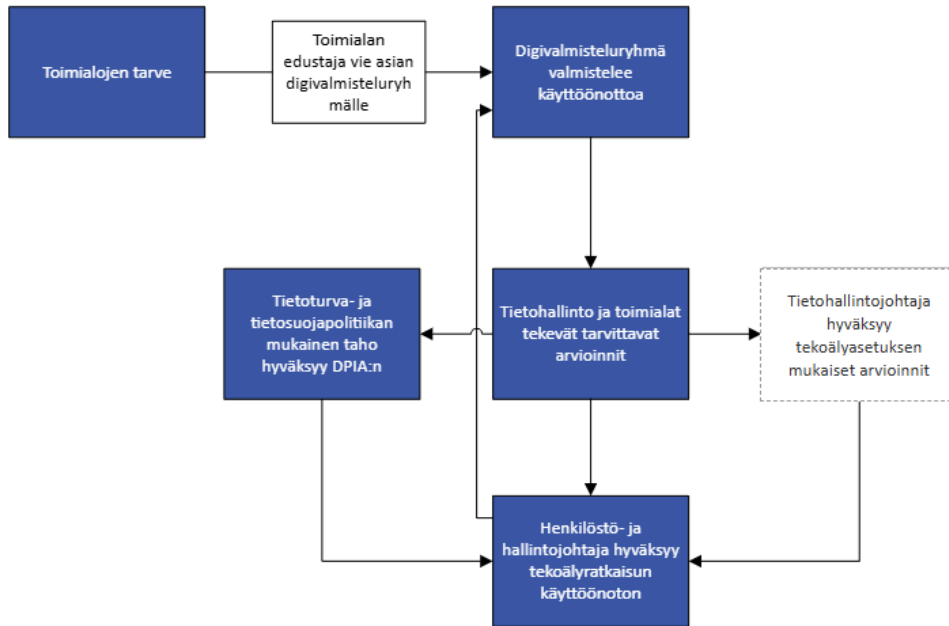 Toimialojen tarve
Toimialan
edustaja vie asian
digivalmisteluryh
mälle
Digivalmisteluryhmä
valmistelee
käyttöönottoa
Tietoturva- ja
tietosuojapolitiikan
mukainen taho
hyväksyy DPIA:n
Tietohallinto ja toimialat
tekevät tarvittavat
arvioinnit
Tietohallintojohtaja
hyväksyy
tekoälyasetuksen
mukaiset arvioinnit
Henkilöstö- ja
hallintojohtaja hyväksyy
tekoälyratkaisun
käyttöönoton